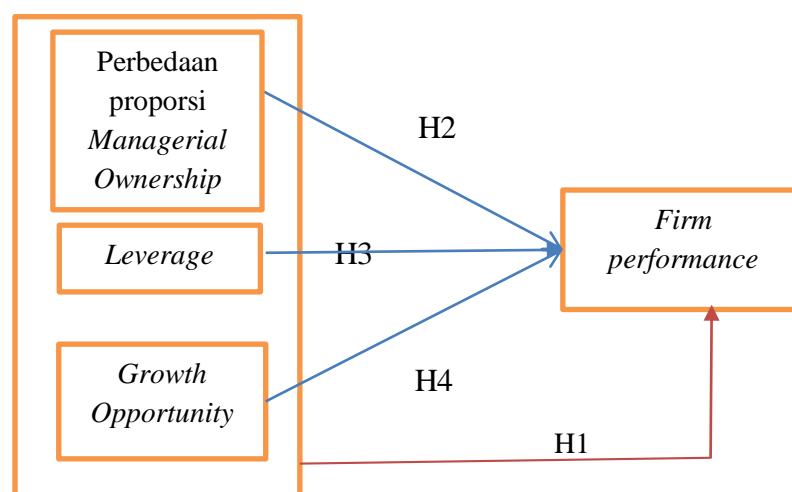 Perbedaan
proporsi
Managerial
Ownership
H2
Leverage
H3
Firm
performance
Growth
Opportunity
H4
H1